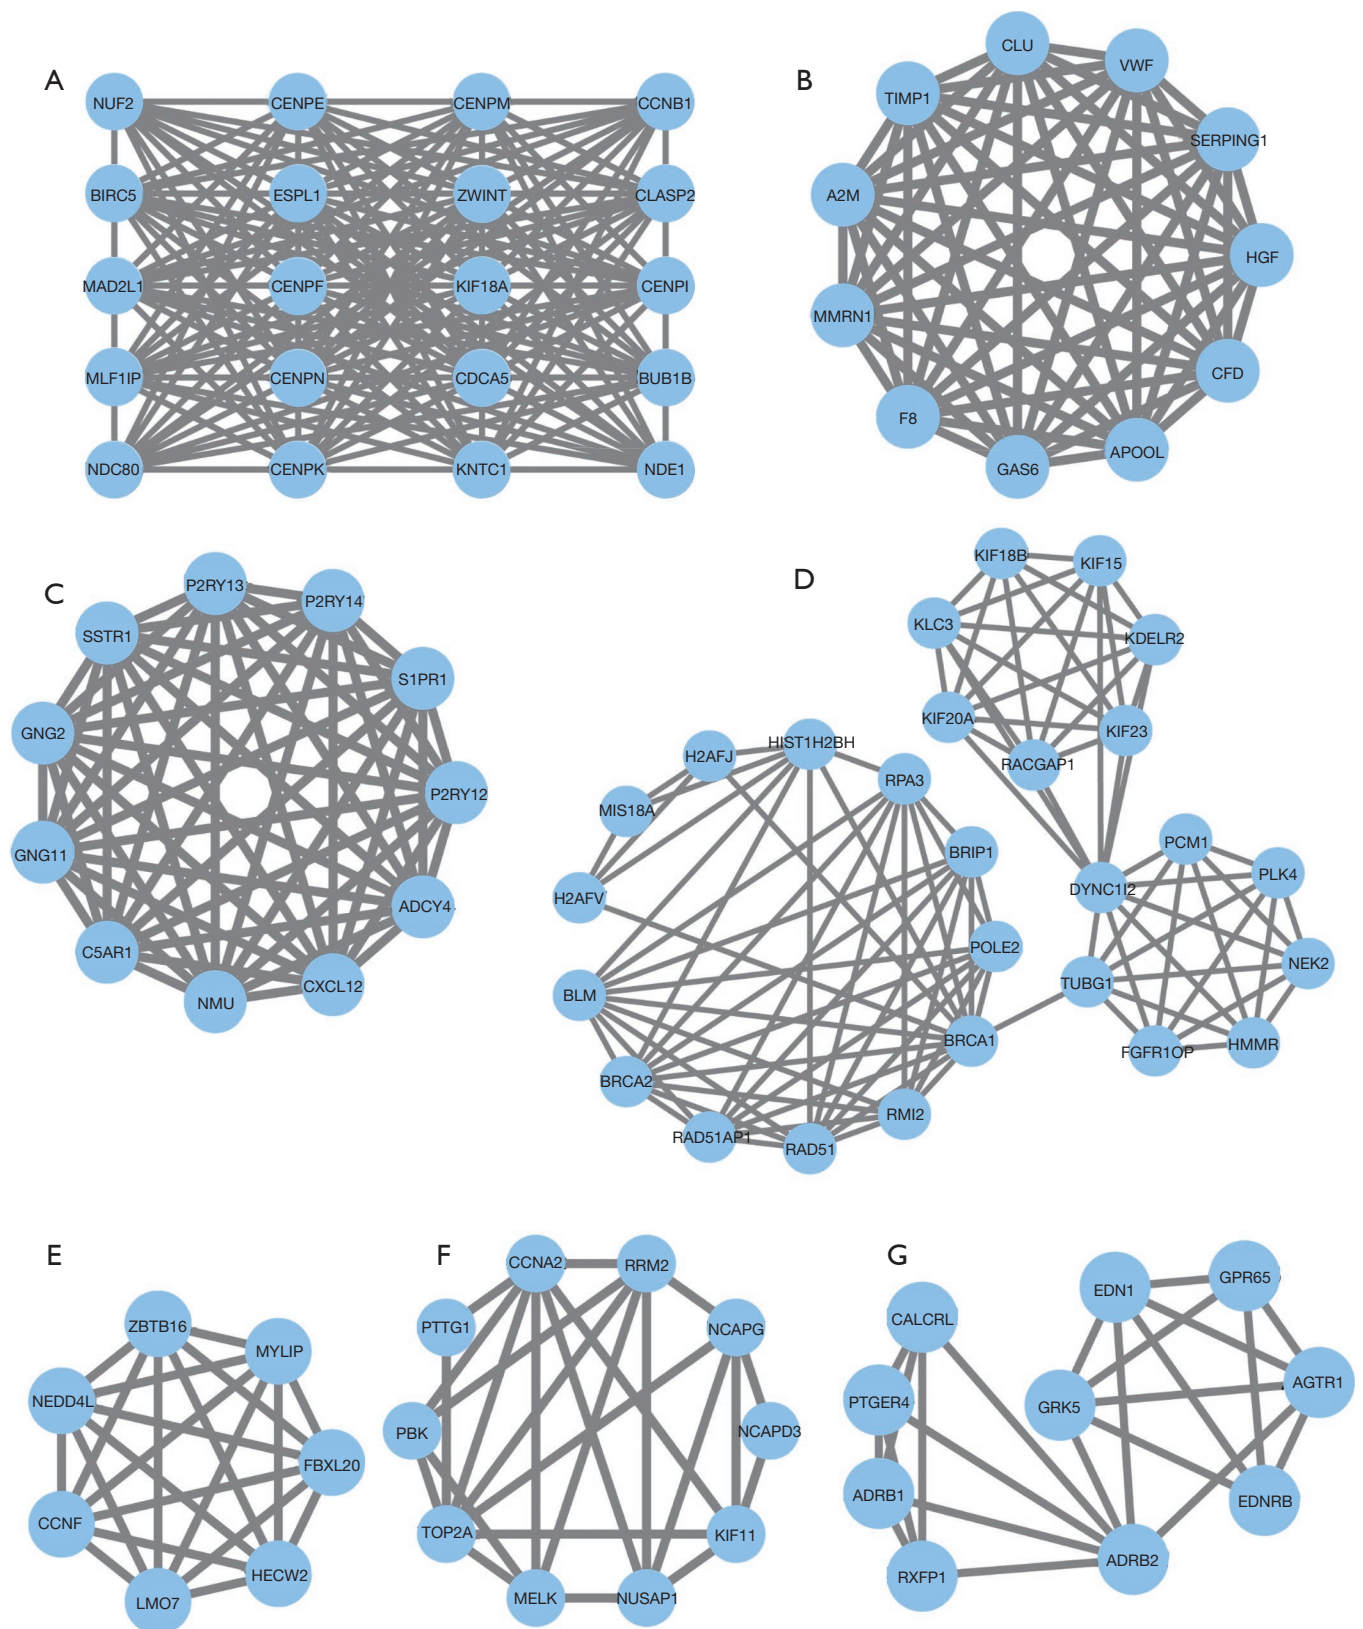 A
NUF2
CENPE
CENPM
CCNB1
BIRC5
ESPL1
ZWINT
CLASP2
MAD2L1
CENPF
KIF18A
CENPI
MLF1IP
CENPN
CDCA5
BUB1B
NDC80
CENPK
KNTC1
NDE1
B
CLU
VWF
TIMP1
SERPING1
A2M
HGF
MMRN1
CFD
F8
APOOL
GAS6
C
P2RY13
P2RY14
SSTR1
S1PR1
GNG2
P2RY12
GNG11
ADCY4
C5AR1
CXCL12
NMU
D
KIF18B
KIF15
KLC3
KDELR2
KIF20A
KIF23
RACGAP1
HIST1H2BH
H2AFJ
RPA3
MIS18A
BRIP1
H2AFV
POLE2
BLM
BRCA1
BRCA2
RMI2
RAD51AP1
RAD51
PCM1
DYNC1I2
PLK4
TUBG1
NEK2
FGFR1OP
HMMR
E
ZBTB16
MYLIP
NEDD4L
FBXL20
CCNF
HECW2
LMO7
F
CCNA2
RRM2
PTTG1
NCAPG
PBK
NCAPD3
TOP2A
KIF11
MELK
NUSAP1
G
CALCRL
EDN1
GPR65
PTGER4
GRK5
AGTR1
ADRB1
EDNRB
RXFP1
ADRB2